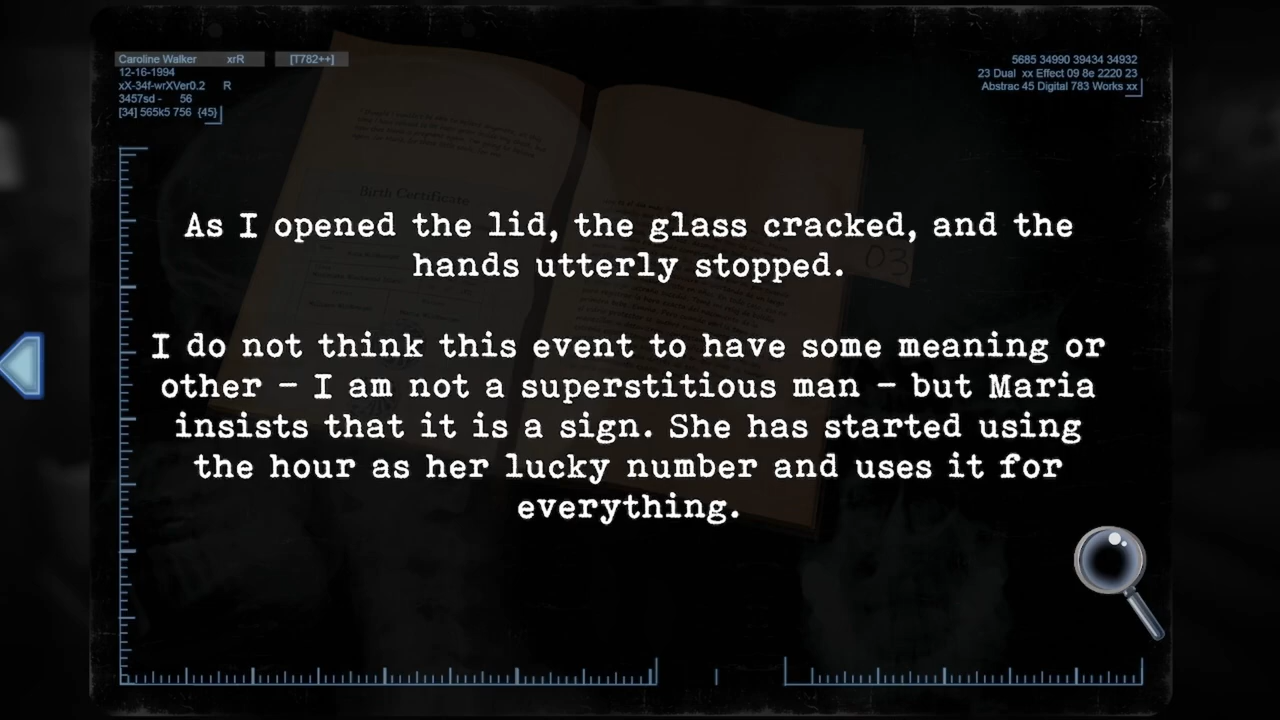 Caroline Walker xrR [T782++]
12-16-1994
xX-34f-wrXVer0.2 R
3457sd - 56
[34] 565k5 756 {45}
5685 34990 39434 34932
23 Dual xx Effect 09 8e 2220 23
Abstrac 45 Digital 783 Works xx
Birth Certificate
03
As I opened the lid, the glass cracked, and the
hands utterly stopped.
I do not think this event to have some meaning or
other - I am not a superstitious man - but Maria
insists that it is a sign. She has started using
the hour as her lucky number and uses it for
everything.